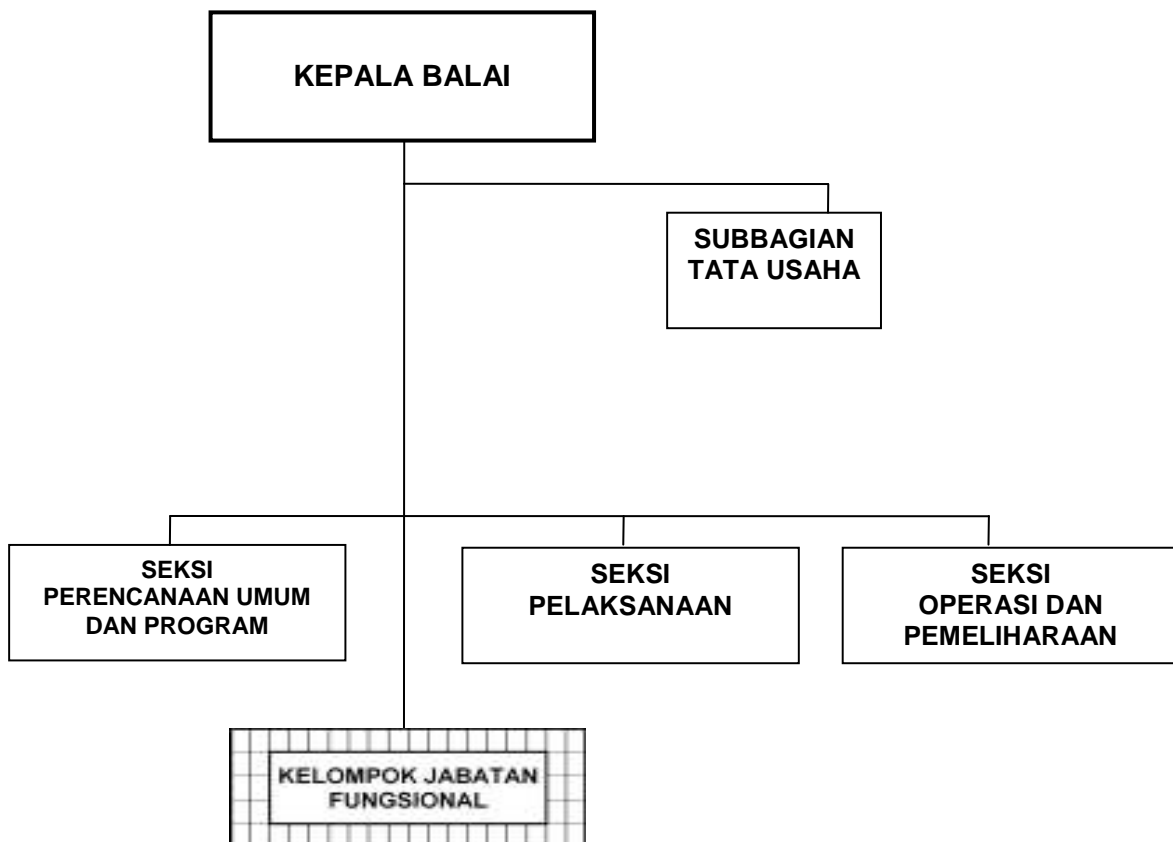 KEPALA BALAI
SUBBAGIAN
TATA USAHA
SEKSI
PERENCANAAN UMUM
DAN PROGRAM
SEKSI
PELAKSANAAN
SEKSI
OPERASI DAN
PEMELIHARAAN
KELOMPOK JABATAN
FUNGSIONAL